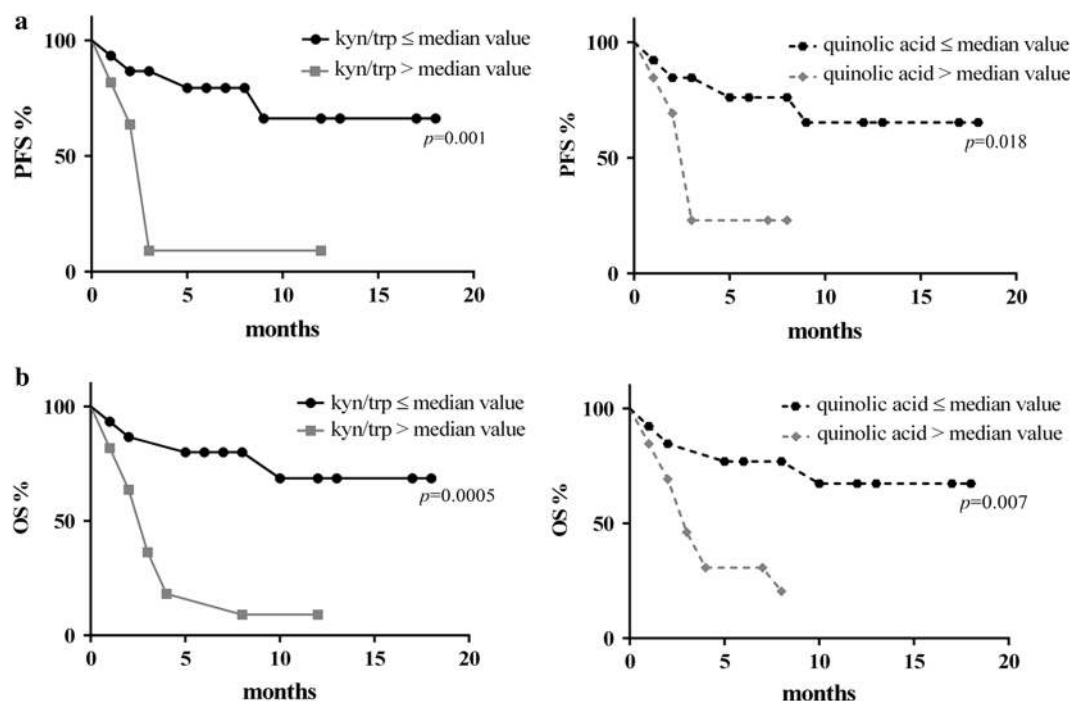 a
kyn/trp ≤ median value
kyn/trp > median value
100
50
0
PFS %
p=0.001
0 5 10 15 20
months
quinolic acid ≤ median value
quinolic acid > median value
100
50
0
PFS %
p=0.018
0 5 10 15 20
months
b
kyn/trp ≤ median value
kyn/trp > median value
100
50
0
OS %
p=0.0005
0 5 10 15 20
months
quinolic acid ≤ median value
quinolic acid > median value
100
50
0
OS %
p=0.007
0 5 10 15 20
months